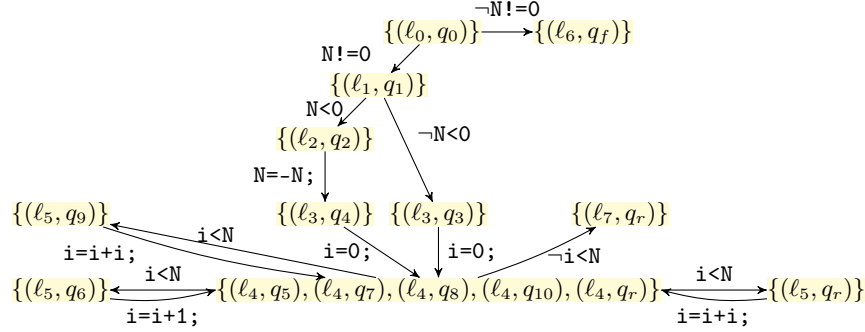 {(ℓ0, q0)} ¬N!=0 {(ℓ6, qf)}
N!=0
{(ℓ1, q1)}
N<0
{(ℓ2, q2)} ¬N<0
N=-N;
{(ℓ5, q9)} {(ℓ3, q4)} {(ℓ3, q3)} {(ℓ7, qr)}
i=i+i; i<N i=0; i=0; ¬i<N
{(ℓ5, q6)} i<N {(ℓ4, q5), (ℓ4, q7), (ℓ4, q8), (ℓ4, q10), (ℓ4, qr)} i<N {(ℓ5, qr)}
i=i+1; i=i+i;